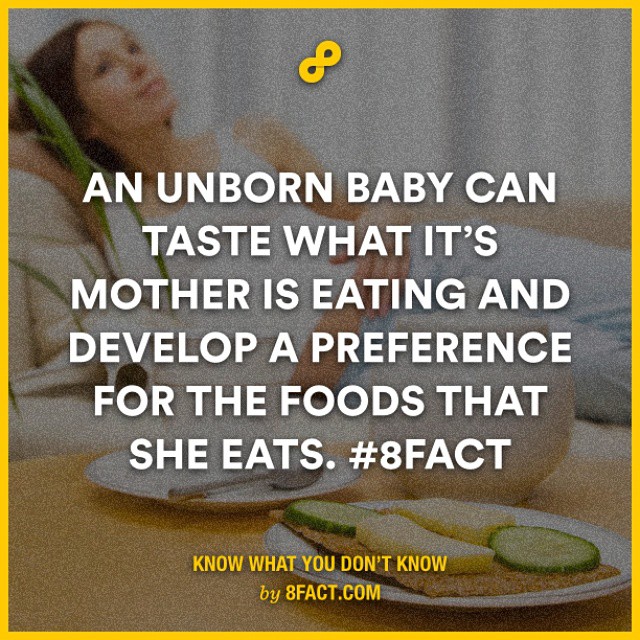 AN UNBORN BABY CAN
TASTE WHAT IT'S
MOTHER IS EATING AND
DEVELOP A PREFERENCE
FOR THE FOODS THAT
SHE EATS. #8FACT
KNOW WHAT YOU DON'T KNOW
by 8FACT.COM